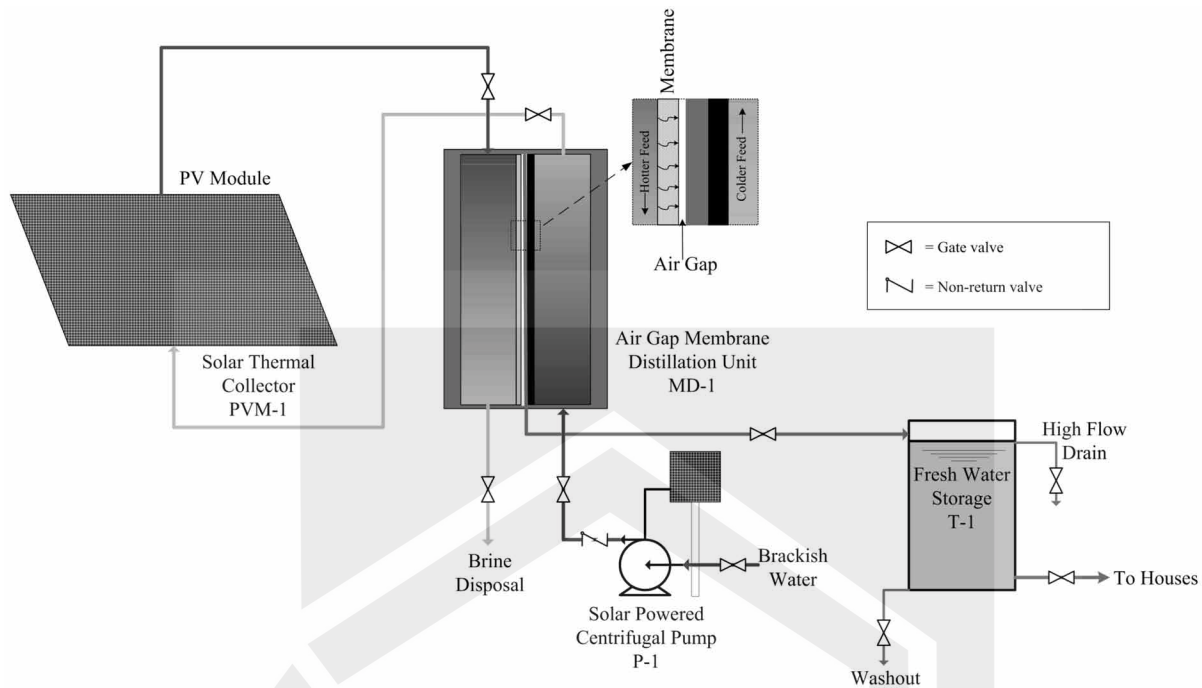 Membrane
Hotter Feed
Colder Feed
Air Gap
PV Module
= Gate valve
= Non-return valve
Solar Thermal
Collector
PVM-1
Air Gap Membrane
Distillation Unit
MD-1
High Flow
Drain
Fresh Water
Storage
T-1
Brine
Disposal
Brackish
Water
To Houses
Solar Powered
Centrifugal Pump
P-1
Washout